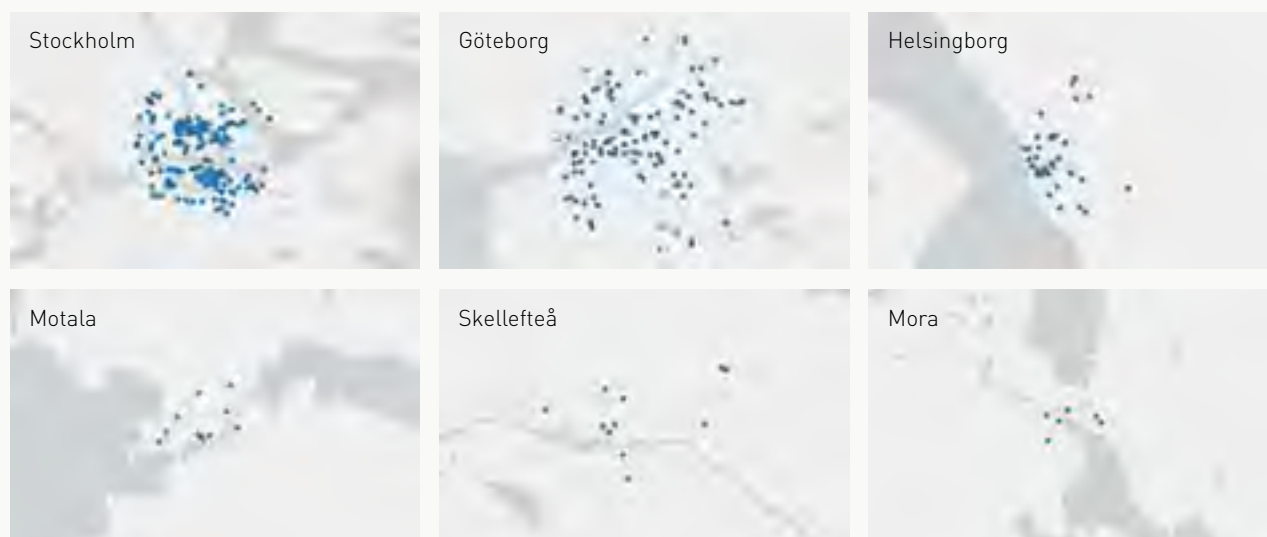 Stockholm
Göteborg
Helsingborg
Motala
Skellefteå
Mora